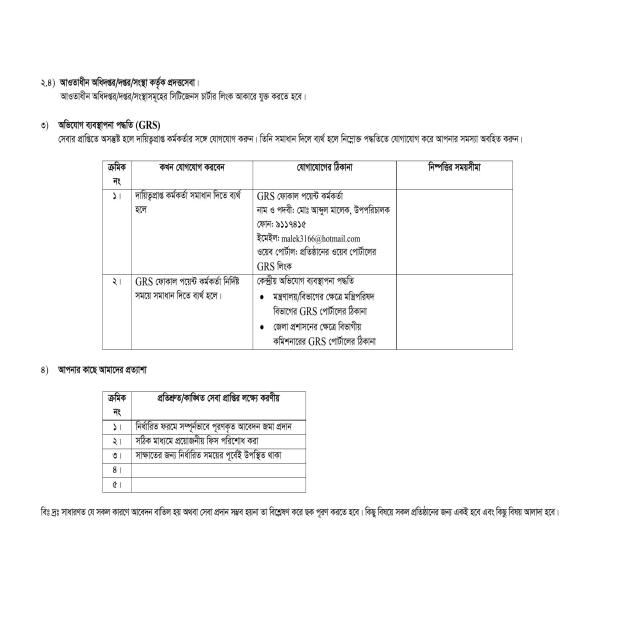 ২.৪) আওতাধীন অধিদপ্তর/দপ্তর/সংস্থা কর্তৃক প্রদত্তসেবা।
আওতাধীন অধিদপ্তর/দপ্তর/সংস্থাসমূহের সিটিজেনস চার্টার লিংক আকারে যুক্ত করতে হবে।
৩) অভিযোগ ব্যবস্থাপনা পদ্ধতি (GRS)
সেবার প্রাপ্তিতে অসন্তুষ্ট হলে দায়িত্বপ্রাপ্ত কর্মকর্তার সঙ্গে যোগাযোগ করুন। তিনি সমাধান দিলে ব্যর্থ হলে নিম্নোক্ত পদ্ধতিতে যোগাযোগ করে আপনার সমস্যা অবহিত করুন।
ক্রমিক নং
কখন যোগযোগ করবেন
যোগাযোগের ঠিকানা
নিষ্পত্তির সময়সীমা
১।
দায়িত্বপ্রাপ্ত কর্মকর্তা সমাধান দিতে ব্যর্থ
হলে
GRS ফোকাল পয়েন্ট কর্মকর্তা
নাম ও পদবী: মোঃ আব্দুল মালেক, উপপরিচালক
ফোন: ৯১১৭৪১৫
ইমেইল: malek3166@hotmail.com
ওয়েব পোর্টাল: প্রতিষ্ঠানের ওয়েব পোর্টালের
GRS লিংক
২।
GRS ফোকাল পয়েন্ট কর্মকর্তা নির্দিষ্ট
সময়ে সমাধান দিতে ব্যর্থ হলে।
কেন্দ্রীয় অভিযোগ ব্যবস্থাপনা পদ্ধতি
• মন্ত্রণালয়/বিভাগের ক্ষেত্রে মন্ত্রিপরিষদ
বিভাগের GRS পোর্টালের ঠিকানা
• জেলা প্রশাসনের ক্ষেত্রে বিভাগীয়
কমিশনারের GRS পোর্টালের ঠিকানা
৪) আপনার কাছে আমাদের প্রত্যাশা
ক্রমিক নং
প্রতিশ্রুত/কাঙ্ক্ষিত সেবা প্রাপ্তির লক্ষ্যে করণীয়
১। নির্ধারিত ফরমে সম্পূর্নভাবে পূরণকৃত আবেদন জমা প্রদান
২। সঠিক মাধ্যমে প্রয়োজনীয় ফিস পরিশোধ করা
৩। সাক্ষাতের জন্য নির্ধারিত সময়ের পূর্বেই উপস্থিত থাকা
৪।
৫।
বিঃ দ্রঃ সাধারণত যে সকল কারণে আবেদন বাতিল হয় অথবা সেবা প্রদান সম্ভব হয়না তা বিশ্লেষণ করে ছক পূরণ করতে হবে। কিছু বিষয়ে সকল প্রতিষ্ঠানের জন্য একই হবে এবং কিছু বিষয় আলাদা হবে।